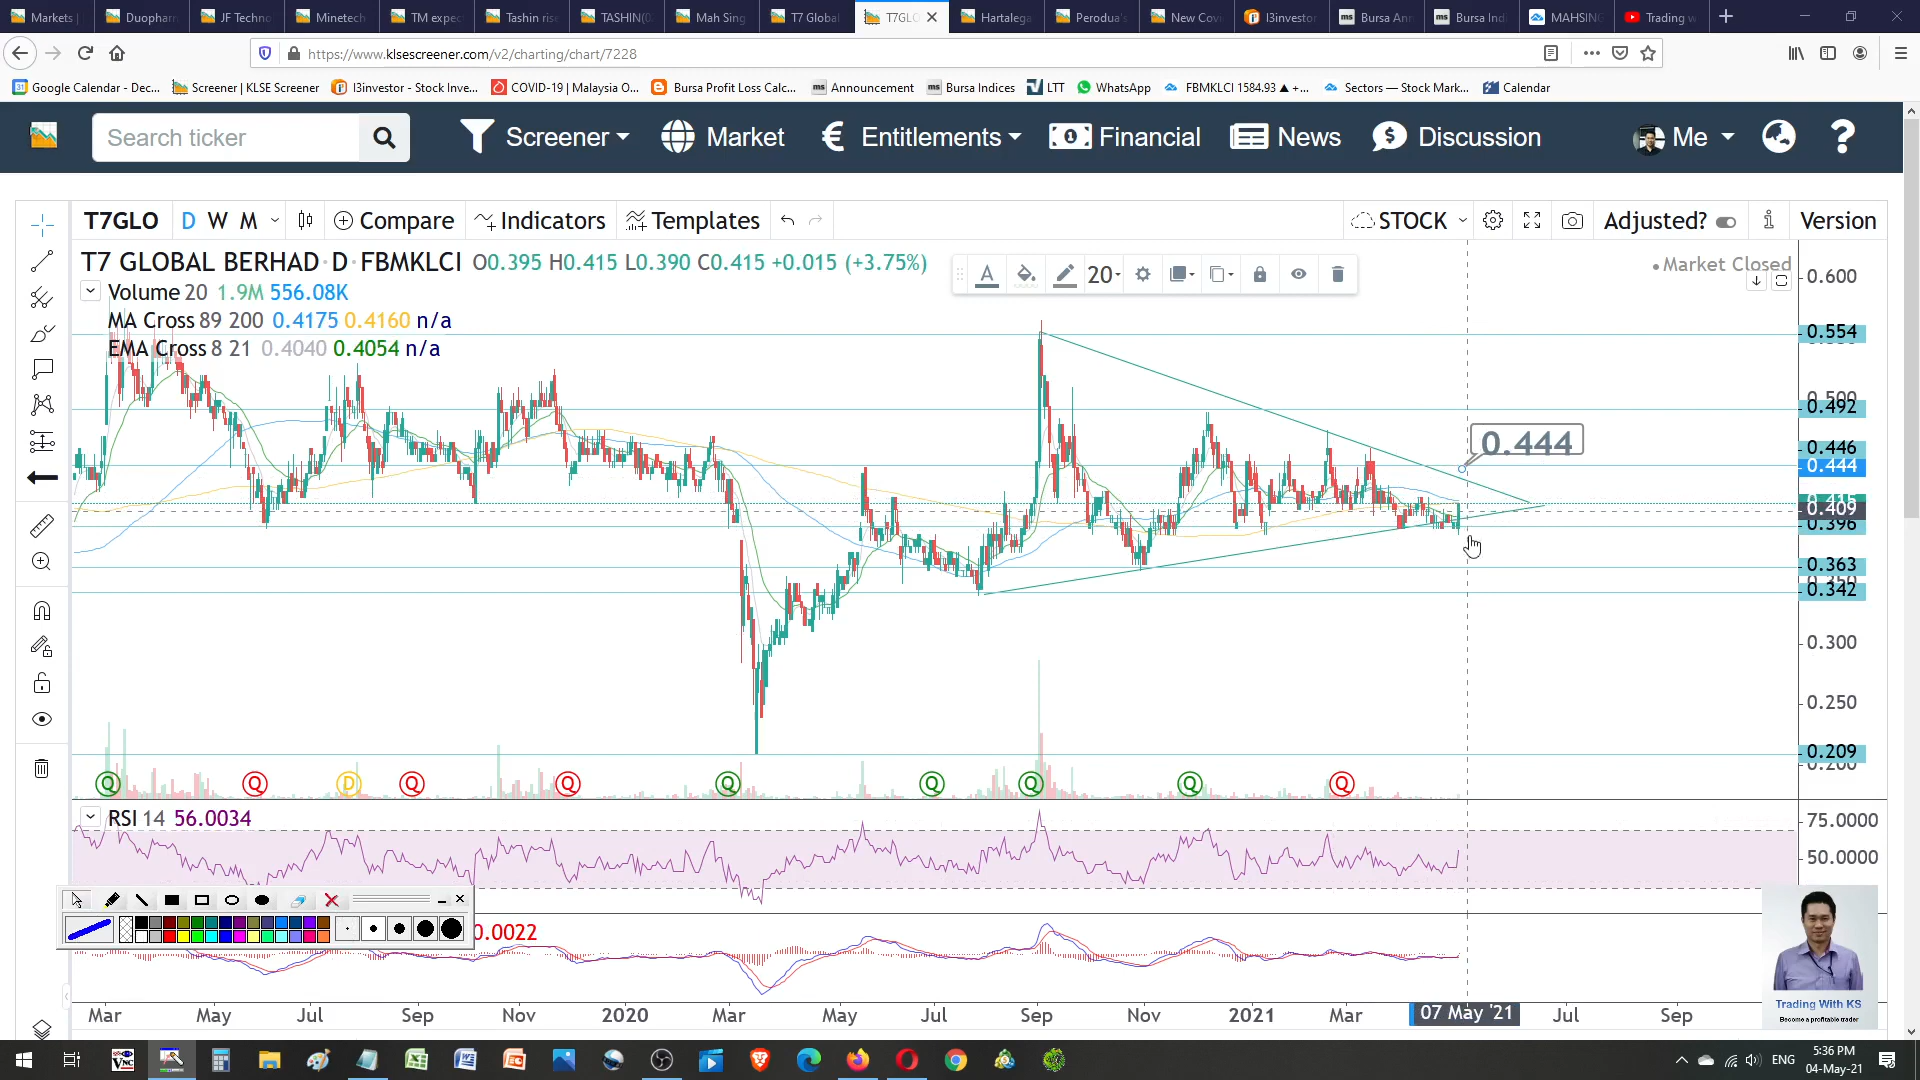 Markets
Duophar
JF Techno
Minetech
TM expec
Tashin rise
TASHIN(0
Mah Sing
T7 Global
T7GLO
Hartalega
Perodua's
New Covi
I3investor
Bursa Ann
Bursa Indi
MAHSING
Trading w
https://www.klsescreener.com/v2/charting/chart/7228
Google Calendar - Dec...
Screener | KLSE Screener
I3investor - Stock Inve...
COVID-19 | Malaysia O...
Bursa Profit Loss Calc...
Announcement
Bursa Indices
LTT
WhatsApp
FBMKLCI 1584.93 ▲ +...
Sectors — Stock Mark...
Calendar
Search ticker
Screener
Market
Entitlements
Financial
News
Discussion
Me
T7GLO
D W M
Compare
Indicators
Templates
STOCK
Adjusted?
Version
T7 GLOBAL BERHAD · D · FBMKLCI O0.395 H0.415 L0.390 C0.415 +0.015 (+3.75%)
20
Market Closed
Volume 20 1.9M 556.08K
MA Cross 89 200 0.4175 0.4160 n/a
EMA Cross 8 21 0.4040 0.4054 n/a
0.444
0.600
0.554
0.500
0.492
0.446
0.444
0.415
0.409
0.396
0.363
0.350
0.342
0.300
0.250
0.209
0.200
Q Q D Q Q Q Q Q Q Q
RSI 14 56.0034
75.0000
50.0000
0.0022
Trading With KS
Become a profitable trader
Mar May Jul Sep Nov 2020 Mar May Jul Sep Nov 2021 Mar 07 May '21 Jul Sep
ENG
5:36 PM
04-May-21